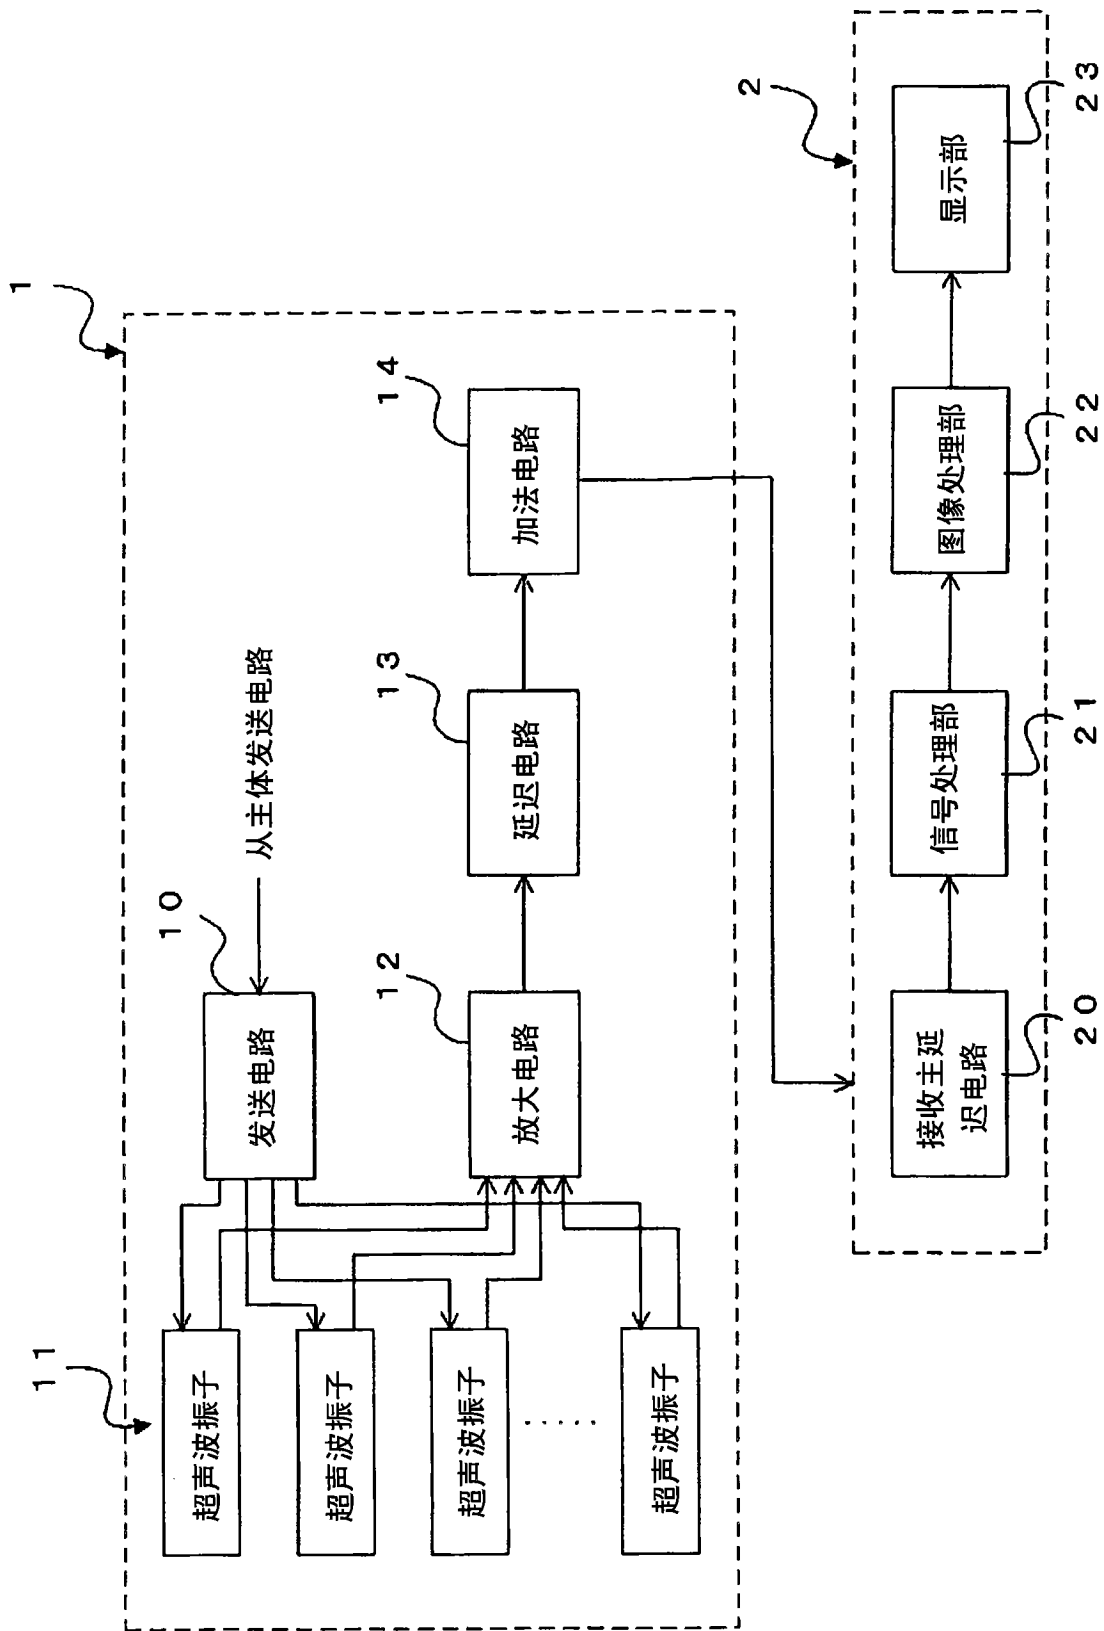 1
11
10
从主体发送电路
发送电路
超声波振子
超声波振子
超声波振子
.....
超声波振子
12
13
14
放大电路
延迟电路
加法电路
2
接收主延
迟电路
信号处理部
图像处理部
显示部
20
21
22
23